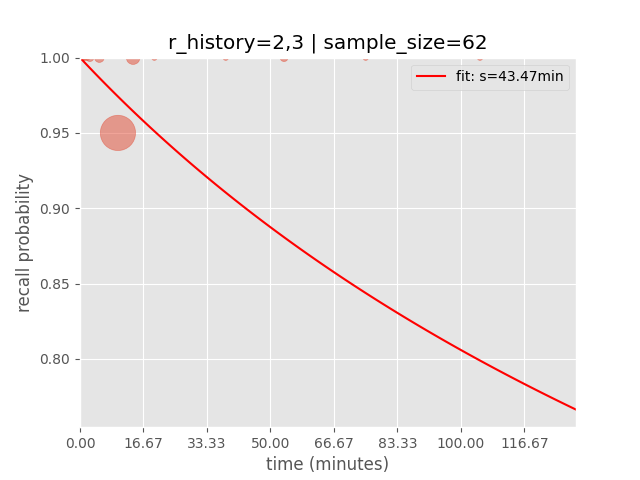 r_history=2,3 | sample_size=62
fit: s=43.47min
1.00
0.95
0.90
0.85
0.80
recall probability
0.00 16.67 33.33 50.00 66.67 83.33 100.00 116.67
time (minutes)